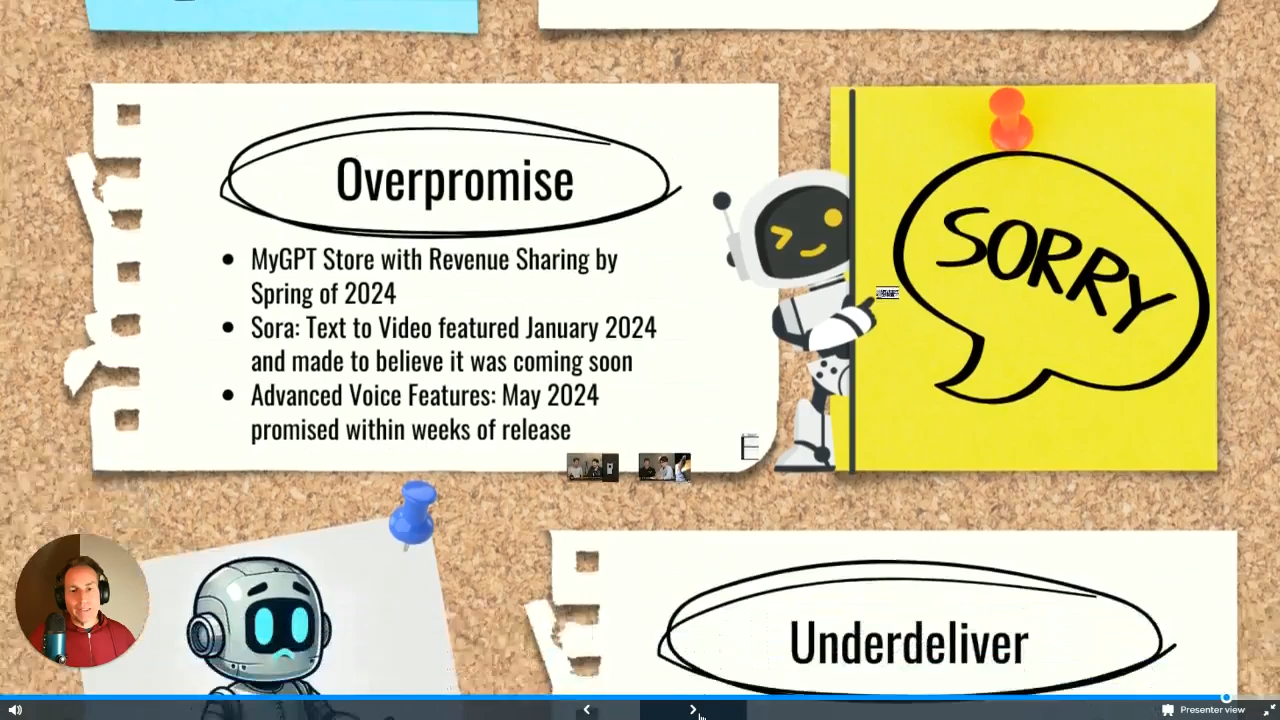 Overpromise
MyGPT Store with Revenue Sharing by
Spring of 2024
Sora: Text to Video featured January 2024
and made to believe it was coming soon
Advanced Voice Features: May 2024
promised within weeks of release
SORRY
Underdeliver
Presenter view